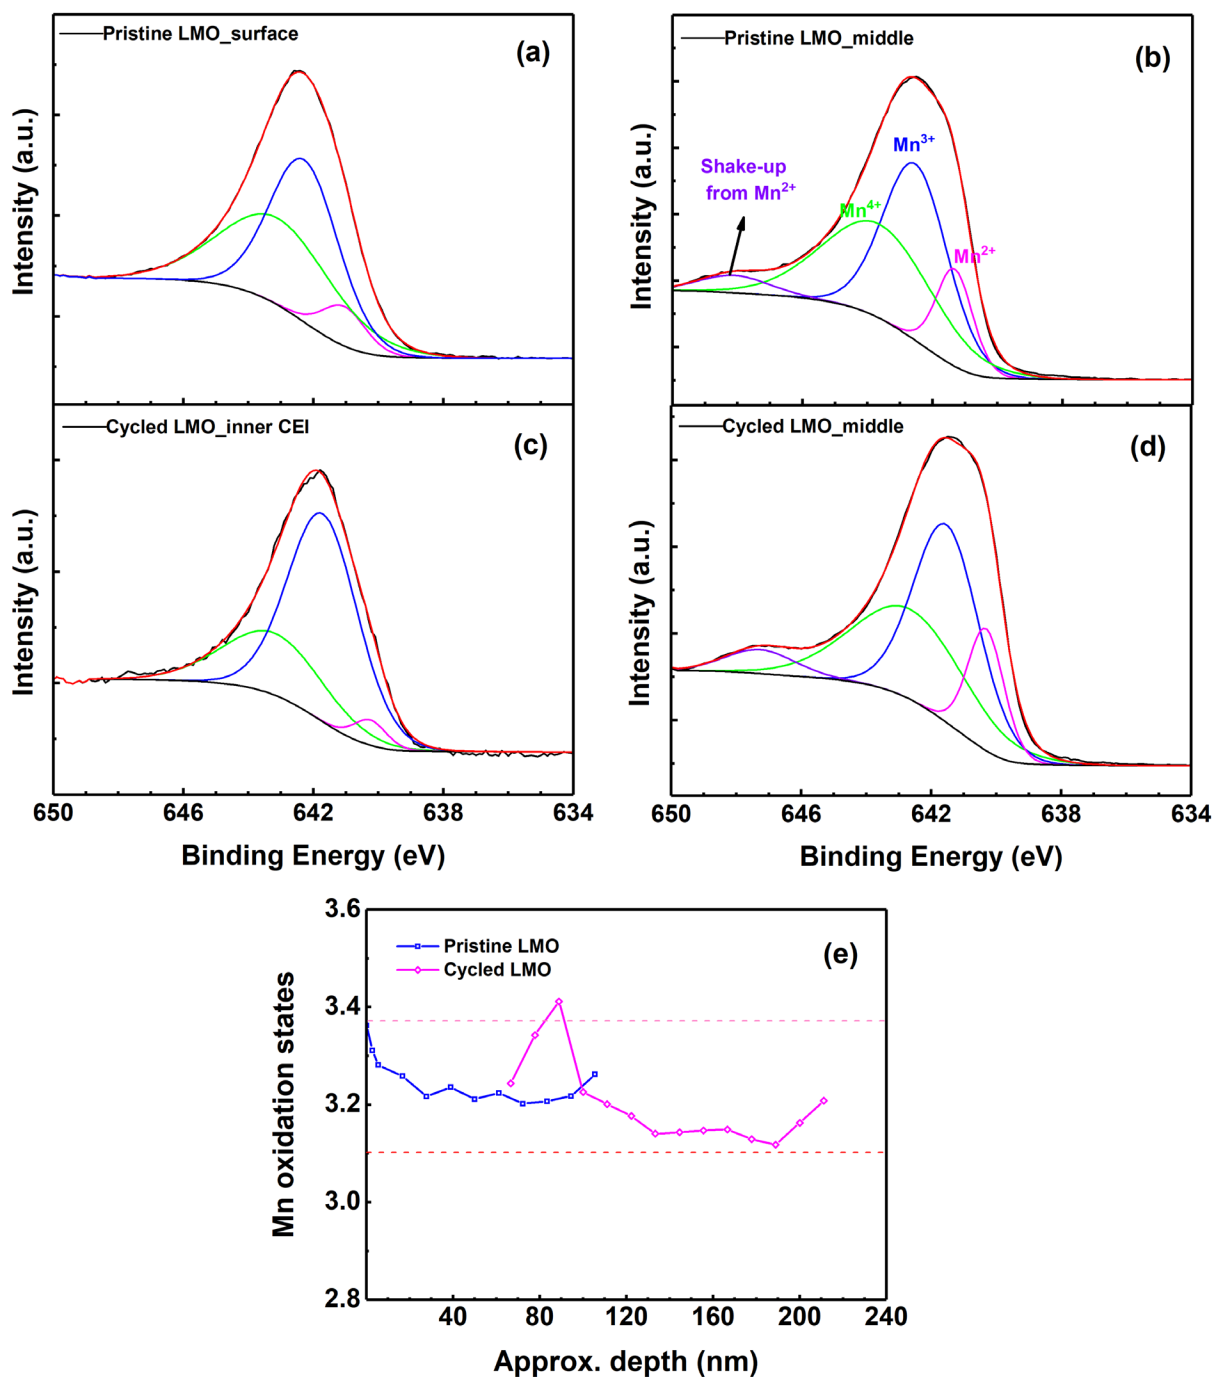 Pristine LMO_surface
(a)
Intensity (a.u.)
Pristine LMO_middle
(b)
Mn3+
Shake-up
from Mn2+
Mn4+
Mn2+
Intensity (a.u.)
Cycled LMO_inner CEI
(c)
Intensity (a.u.)
650 646 642 638 634
Binding Energy (eV)
Cycled LMO_middle
(d)
Intensity (a.u.)
650 646 642 638 634
Binding Energy (eV)
Pristine LMO
Cycled LMO
(e)
Mn oxidation states
3.6
3.4
3.2
3.0
2.8
40 80 120 160 200 240
Approx. depth (nm)